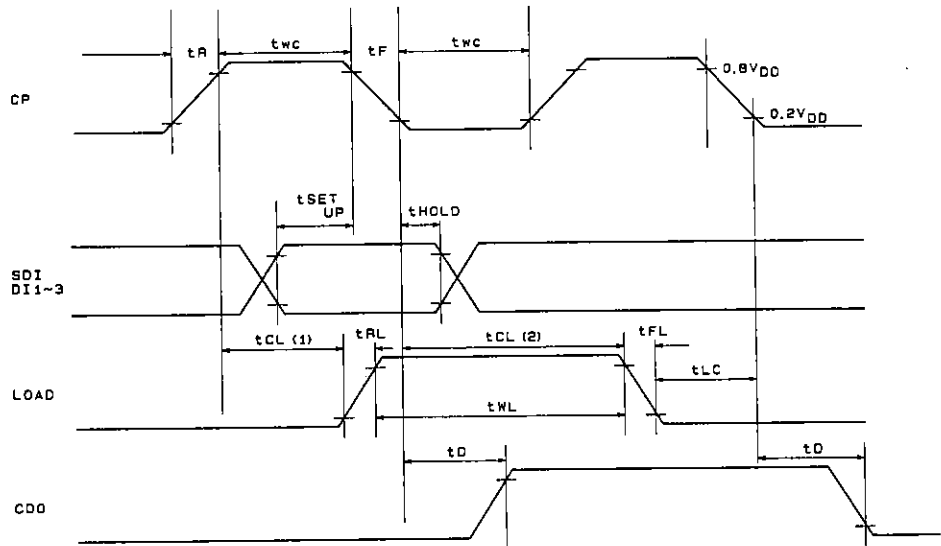 tR
twc
tF
twc
CP
0.8VDD
0.2VDD
tSET
UP
tHOLD
SDI
DI1~3
tCL (1)
tRL
tCL (2)
tFL
tLC
LOAD
tWL
tD
tD
CDO